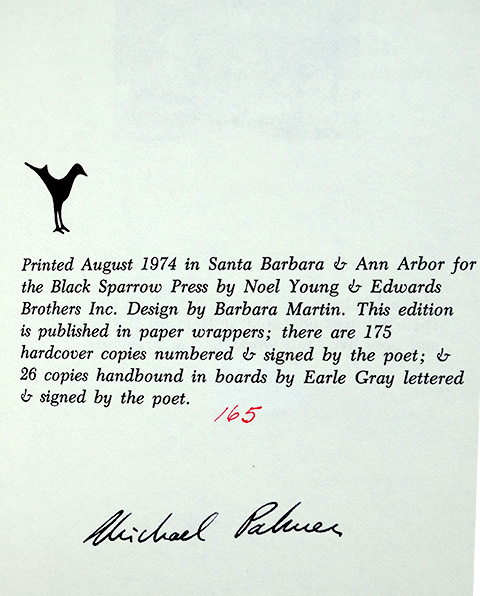 Printed August 1974 in Santa Barbara & Ann Arbor for
the Black Sparrow Press by Noel Young & Edwards
Brothers Inc. Design by Barbara Martin. This edition
is published in paper wrappers; there are 175
hardcover copies numbered & signed by the poet; &
26 copies handbound in boards by Earle Gray lettered
& signed by the poet.
165
Michael Palmer